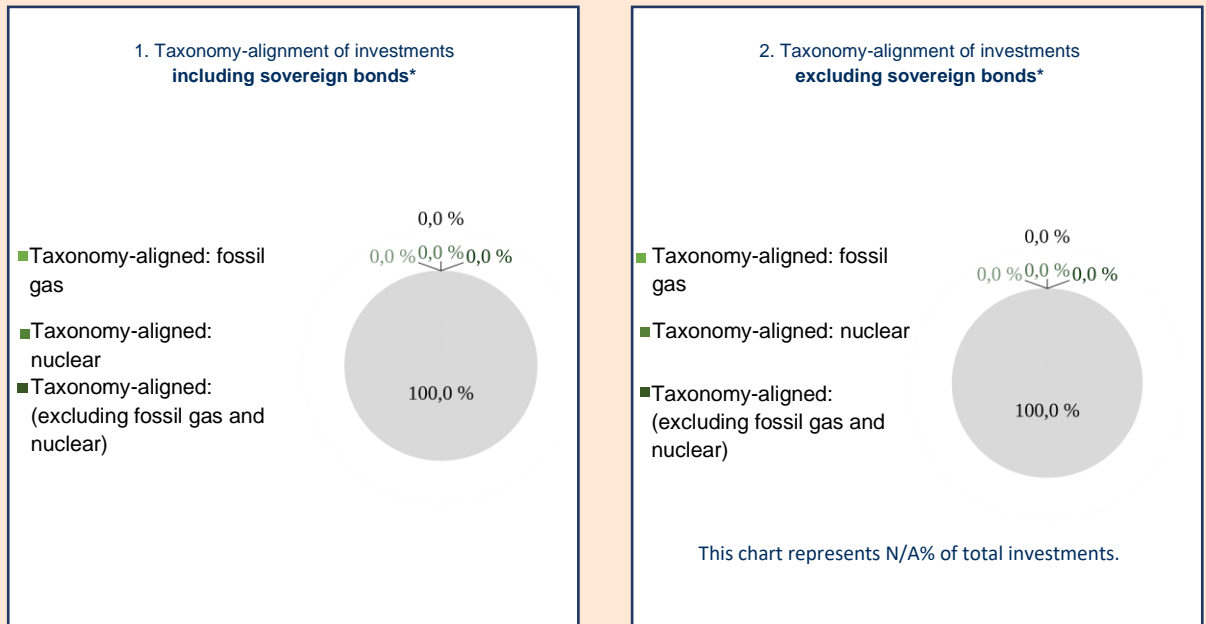 1. Taxonomy-alignment of investments
including sovereign bonds*
0,0 %
0,0 % 0,0 % 0,0 %
Taxonomy-aligned: fossil
gas
Taxonomy-aligned:
nuclear
Taxonomy-aligned:
(excluding fossil gas and
nuclear)
100,0 %
2. Taxonomy-alignment of investments
excluding sovereign bonds*
0,0 %
0,0 % 0,0 % 0,0 %
Taxonomy-aligned: fossil
gas
Taxonomy-aligned: nuclear
Taxonomy-aligned:
(excluding fossil gas and
nuclear)
100,0 %
This chart represents N/A% of total investments.